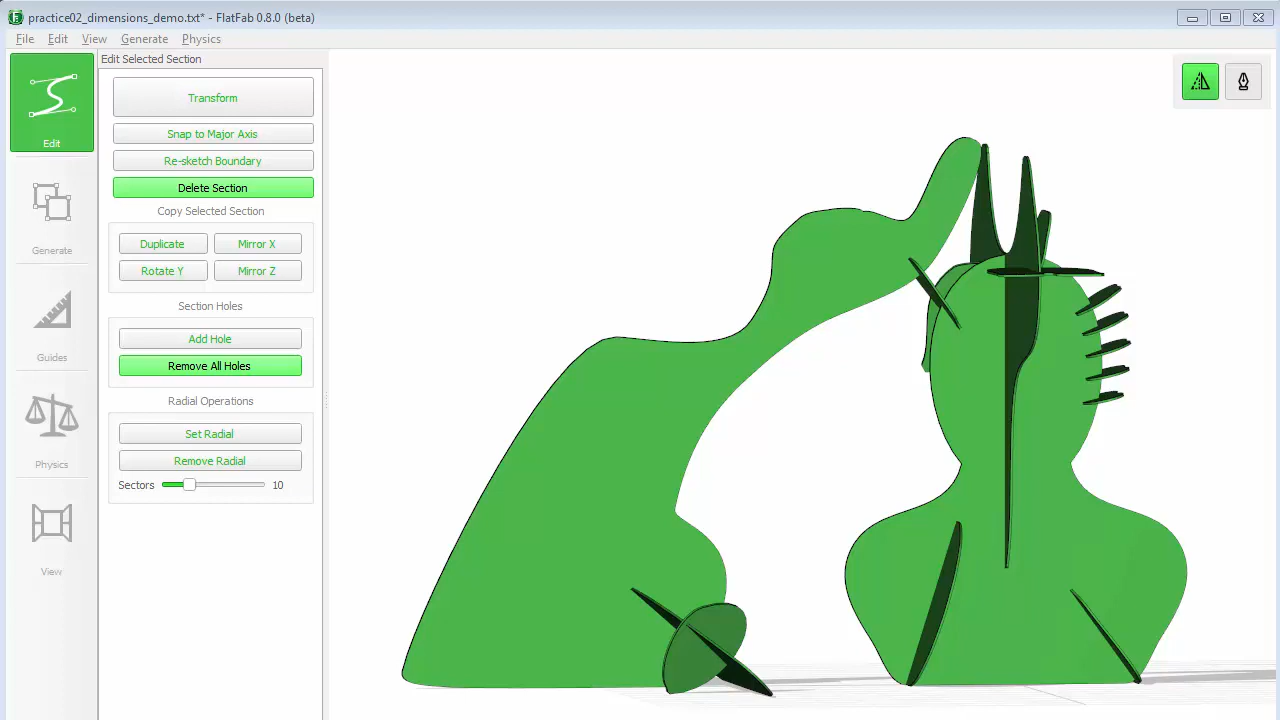 practice02_dimensions_demo.txt* - FlatFab 0.8.0 (beta)
File Edit View Generate Physics
Edit Selected Section
Edit
Generate
Guides
Physics
View
Transform
Snap to Major Axis
Re-sketch Boundary
Delete Section
Copy Selected Section
Duplicate Mirror X
Rotate Y Mirror Z
Section Holes
Add Hole
Remove All Holes
Radial Operations
Set Radial
Remove Radial
Sectors 10